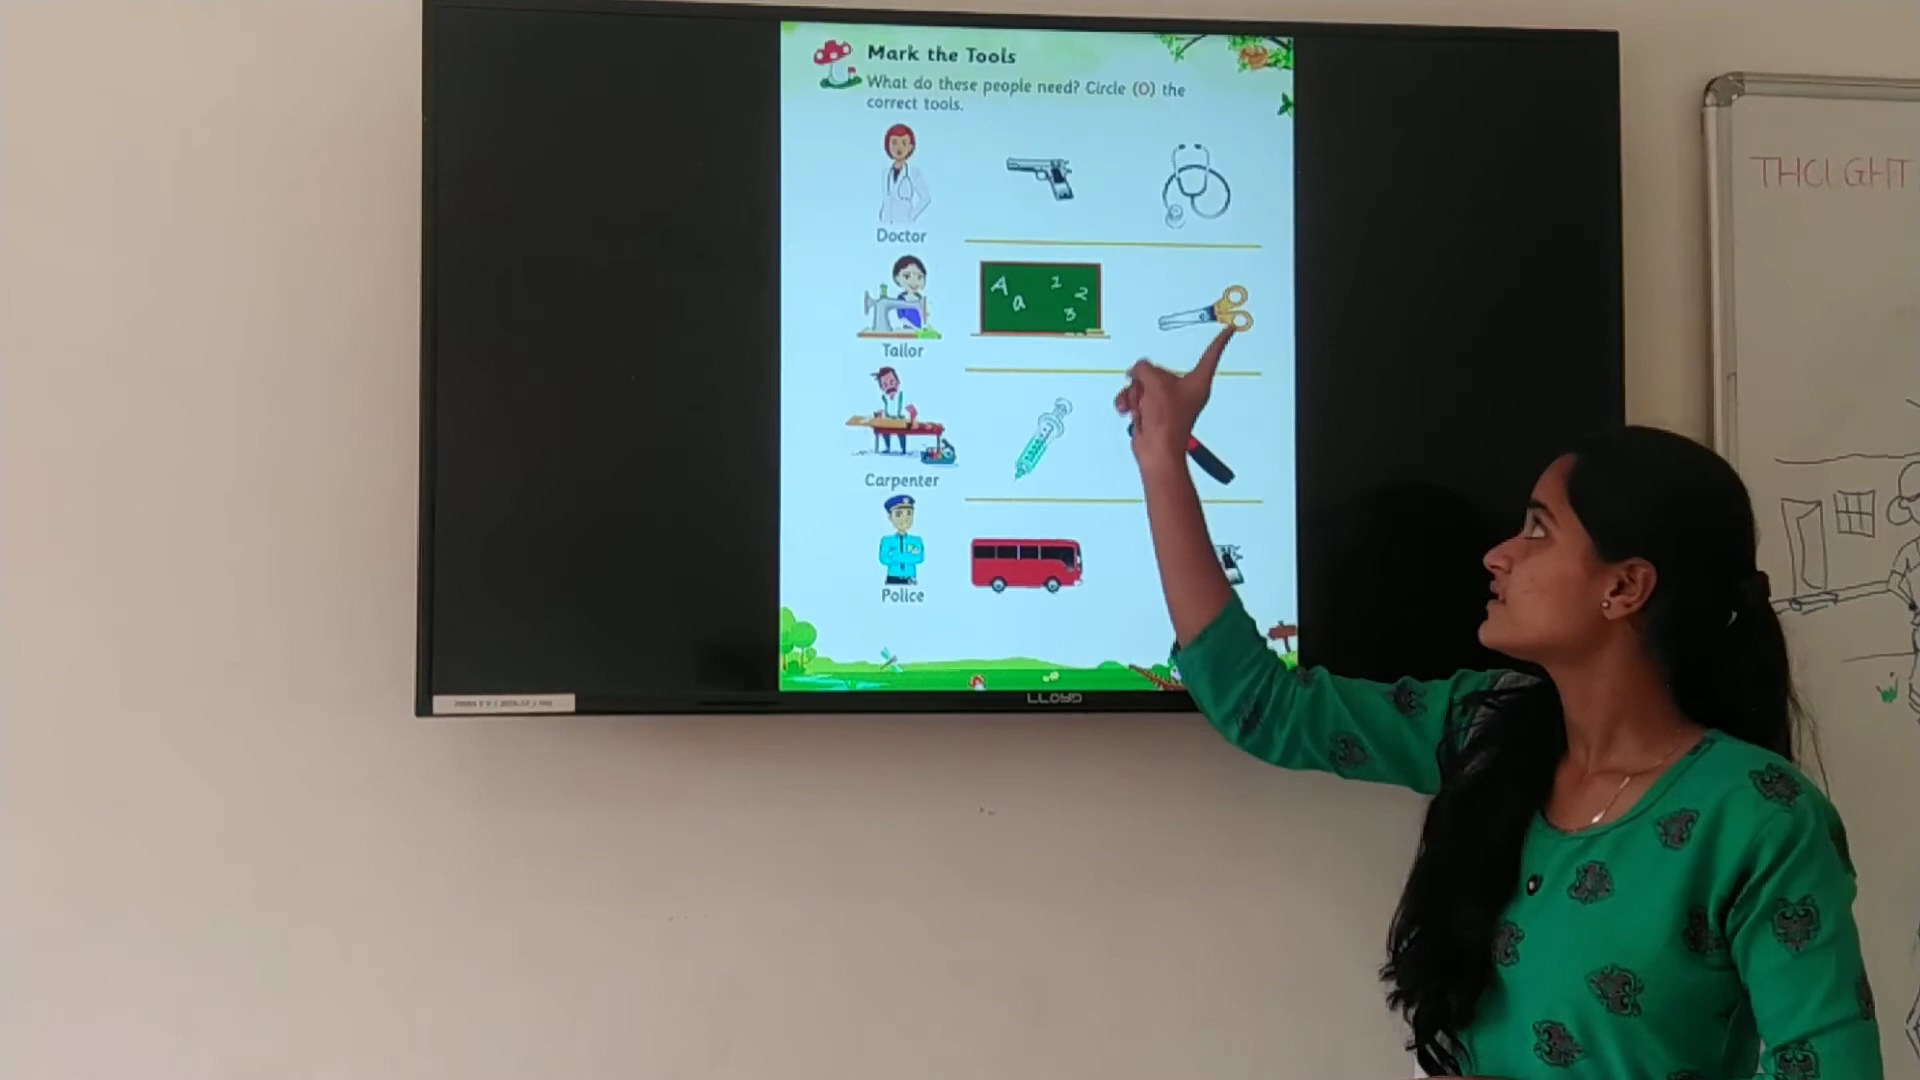 Mark the Tools
What do these people need? Circle (O) the
correct tools.
Doctor
A a 1 2 3
Tailor
Carpenter
Police
LLOYD
THOUGHT